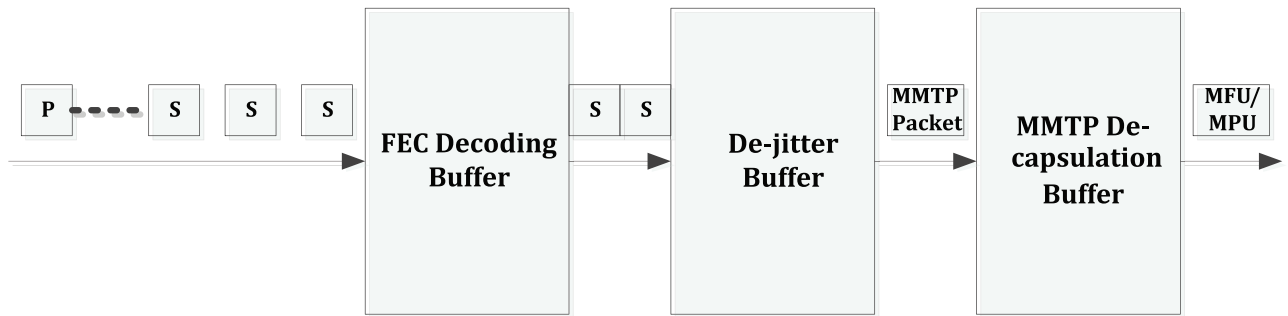 P
S
S
S
FEC Decoding
Buffer
S
S
De-jitter
Buffer
MMTP
Packet
MMTP De-
capsulation
Buffer
MFU/
MPU